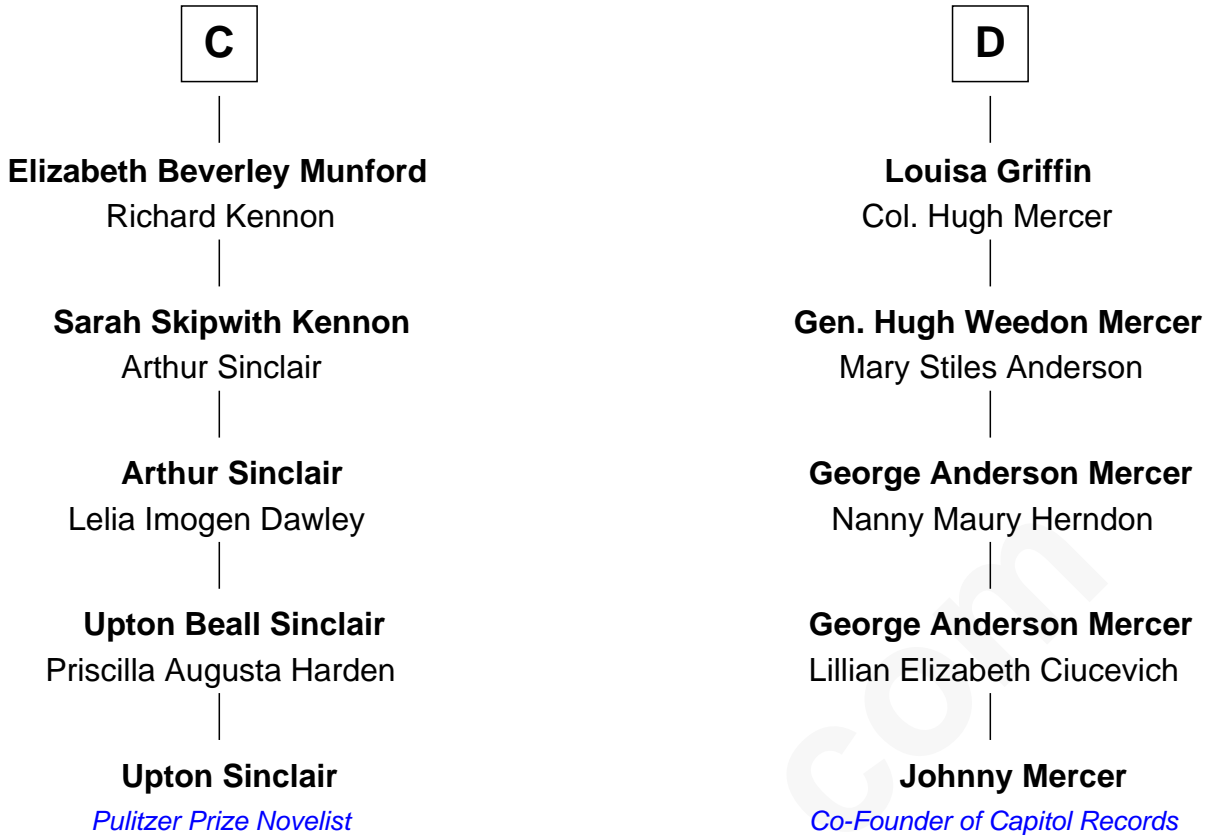 C
Elizabeth Beverley Munford
Richard Kennon
Sarah Skipwith Kennon
Arthur Sinclair
Arthur Sinclair
Lelia Imogen Dawley
Upton Beall Sinclair
Priscilla Augusta Harden
Upton Sinclair
Pulitzer Prize Novelist
D
Louisa Griffin
Col. Hugh Mercer
Gen. Hugh Weedon Mercer
Mary Stiles Anderson
George Anderson Mercer
Nanny Maury Herndon
George Anderson Mercer
Lillian Elizabeth Ciucevich
Johnny Mercer
Co-Founder of Capitol Records
com